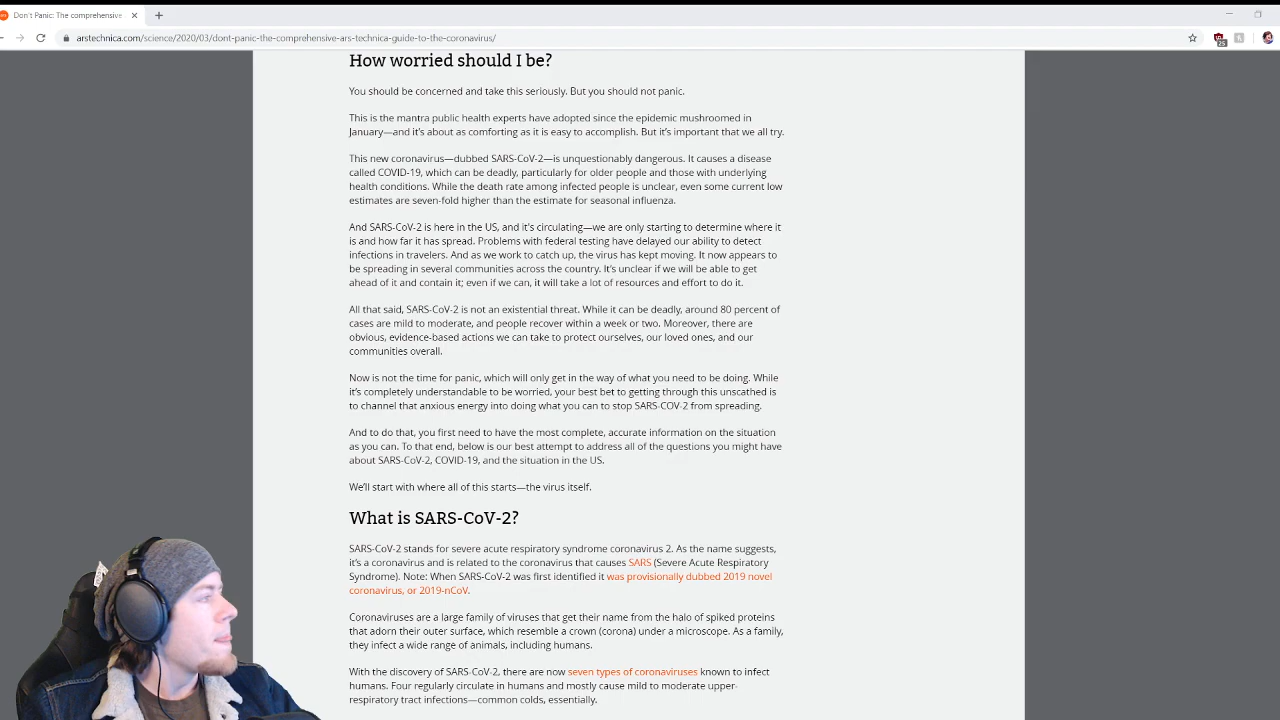 Don't Panic: The comprehensive
arstechnica.com/science/2020/03/dont-panic-the-comprehensive-ars-technica-guide-to-the-coronavirus/
How worried should I be?
You should be concerned and take this seriously. But you should not panic.
This is the mantra public health experts have adopted since the epidemic mushroomed in
January—and it's about as comforting as it is easy to accomplish. But it's important that we all try.
This new coronavirus—dubbed SARS-CoV-2—is unquestionably dangerous. It causes a disease
called COVID-19, which can be deadly, particularly for older people and those with underlying
health conditions. While the death rate among infected people is unclear, even some current low
estimates are seven-fold higher than the estimate for seasonal influenza.
And SARS-CoV-2 is here in the US, and it's circulating—we are only starting to determine where it
is and how far it has spread. Problems with federal testing have delayed our ability to detect
infections in travelers. And as we work to catch up, the virus has kept moving. It now appears to
be spreading in several communities across the country. It's unclear if we will be able to get
ahead of it and contain it; even if we can, it will take a lot of resources and effort to do it.
All that said, SARS-CoV-2 is not an existential threat. While it can be deadly, around 80 percent of
cases are mild to moderate, and people recover within a week or two. Moreover, there are
obvious, evidence-based actions we can take to protect ourselves, our loved ones, and our
communities overall.
Now is not the time for panic, which will only get in the way of what you need to be doing. While
it's completely understandable to be worried, your best bet to getting through this unscathed is
to channel that anxious energy into doing what you can to stop SARS-COV-2 from spreading.
And to do that, you first need to have the most complete, accurate information on the situation
as you can. To that end, below is our best attempt to address all of the questions you might have
about SARS-CoV-2, COVID-19, and the situation in the US.
We'll start with where all of this starts—the virus itself.
What is SARS-CoV-2?
SARS-CoV-2 stands for severe acute respiratory syndrome coronavirus 2. As the name suggests,
it's a coronavirus and is related to the coronavirus that causes SARS (Severe Acute Respiratory
Syndrome). Note: When SARS-CoV-2 was first identified it was provisionally dubbed 2019 novel
coronavirus, or 2019-nCoV.
Coronaviruses are a large family of viruses that get their name from the halo of spiked proteins
that adorn their outer surface, which resemble a crown (corona) under a microscope. As a family,
they infect a wide range of animals, including humans.
With the discovery of SARS-CoV-2, there are now seven types of coronaviruses known to infect
humans. Four regularly circulate in humans and mostly cause mild to moderate upper-
respiratory tract infections—common colds, essentially.